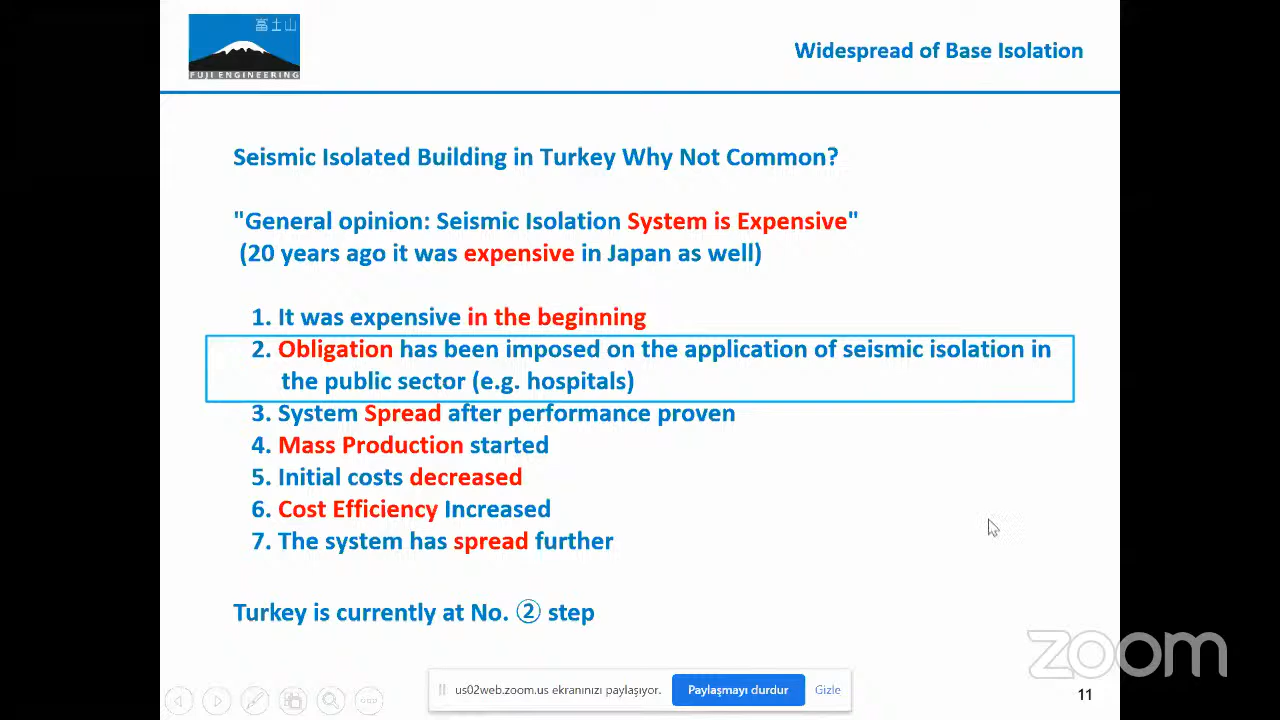 富士山
FUJI ENGINEERING
Widespread of Base Isolation
Seismic Isolated Building in Turkey Why Not Common?
"General opinion: Seismic Isolation System is Expensive"
(20 years ago it was expensive in Japan as well)
1. It was expensive in the beginning
2. Obligation has been imposed on the application of seismic isolation in
the public sector (e.g. hospitals)
3. System Spread after performance proven
4. Mass Production started
5. Initial costs decreased
6. Cost Efficiency Increased
7. The system has spread further
Turkey is currently at No. ② step
zoom
us02web.zoom.us ekranınızı paylaşıyor.
Paylaşmayı durdur
Gizle
11